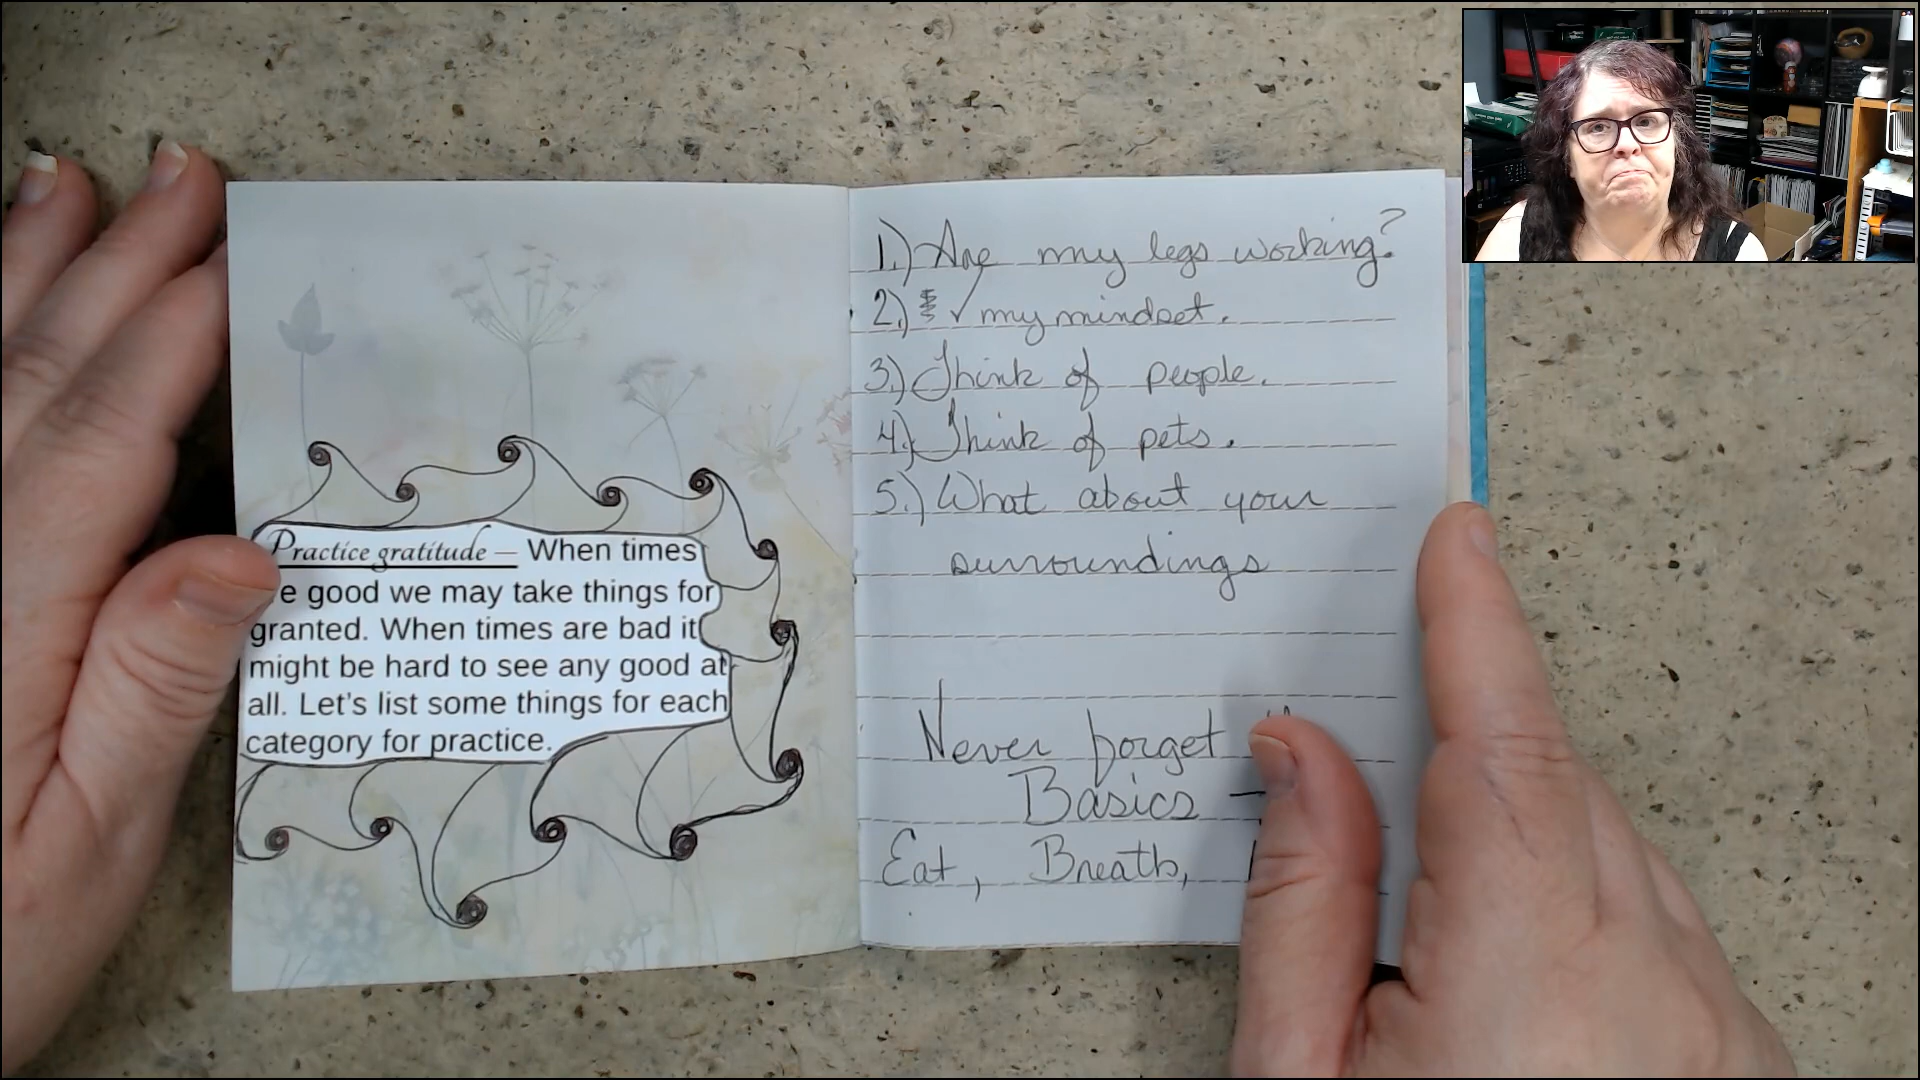 Practice gratitude — When times
e good we may take things for
granted. When times are bad it
might be hard to see any good at
all. Let's list some things for each
category for practice.
1.) Are my legs working?
2.) ✓ my mindset.
3.) Think of people.
4.) Think of pets.
5.) What about your
surroundings
Never forget
Basics —
Eat, Breath,